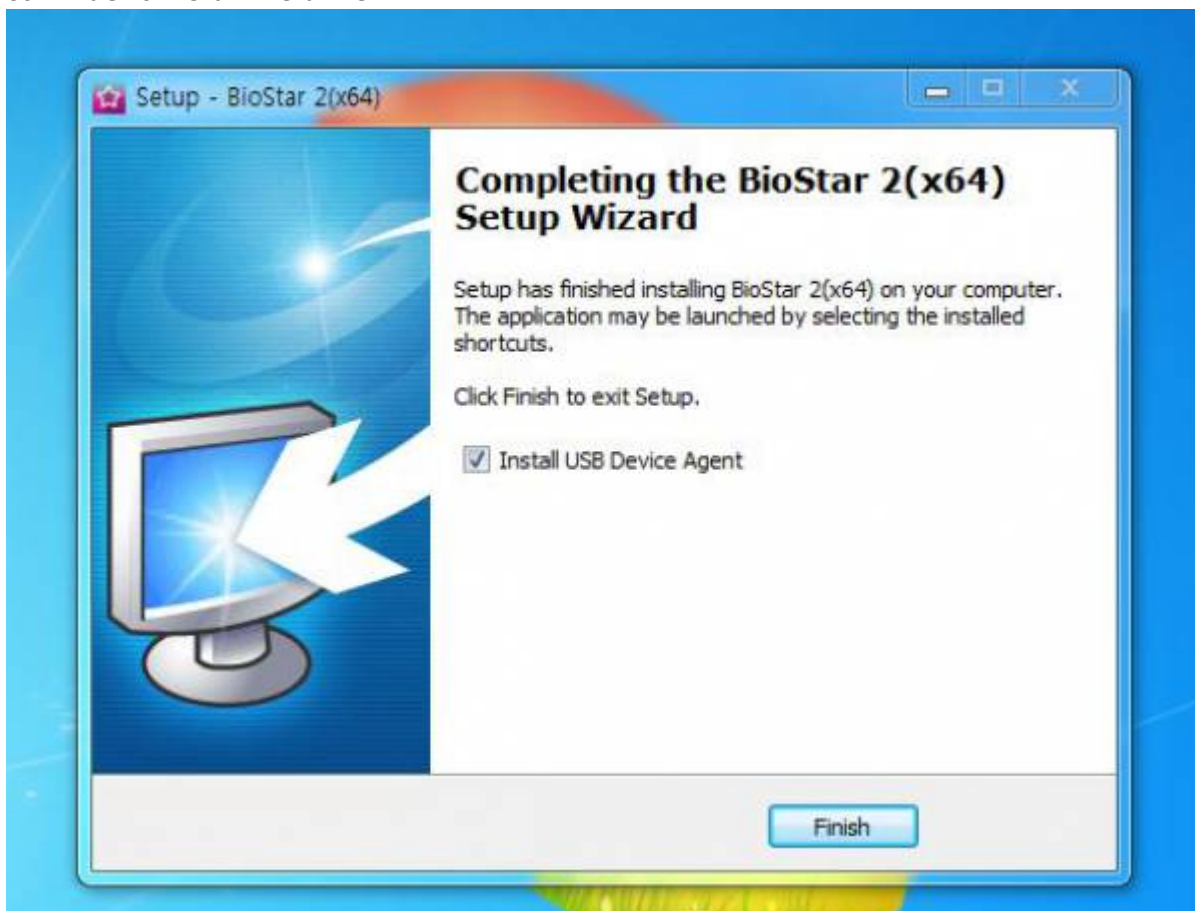 Setup - BioStar 2(x64)
Completing the BioStar 2(x64)
Setup Wizard
Setup has finished installing BioStar 2(x64) on your computer.
The application may be launched by selecting the installed
shortcuts.
Click Finish to exit Setup.
Install USB Device Agent
Finish